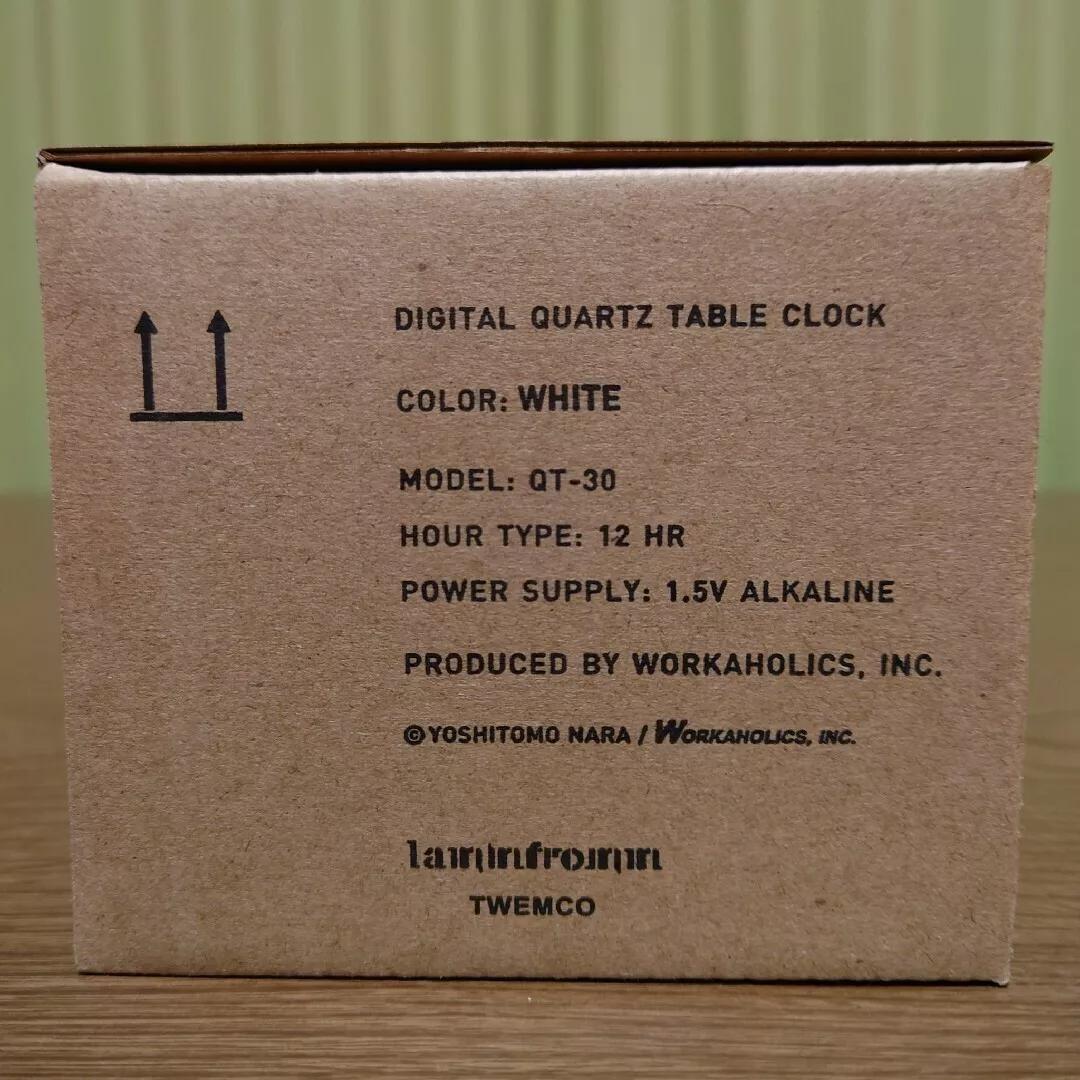 DIGITAL QUARTZ TABLE CLOCK
COLOR: WHITE
MODEL: QT-30
HOUR TYPE: 12 HR
POWER SUPPLY: 1.5V ALKALINE
PRODUCED BY WORKAHOLICS, INC.
©YOSHITOMO NARA / WORKAHOLICS, INC.
lammfromm
TWEMCO